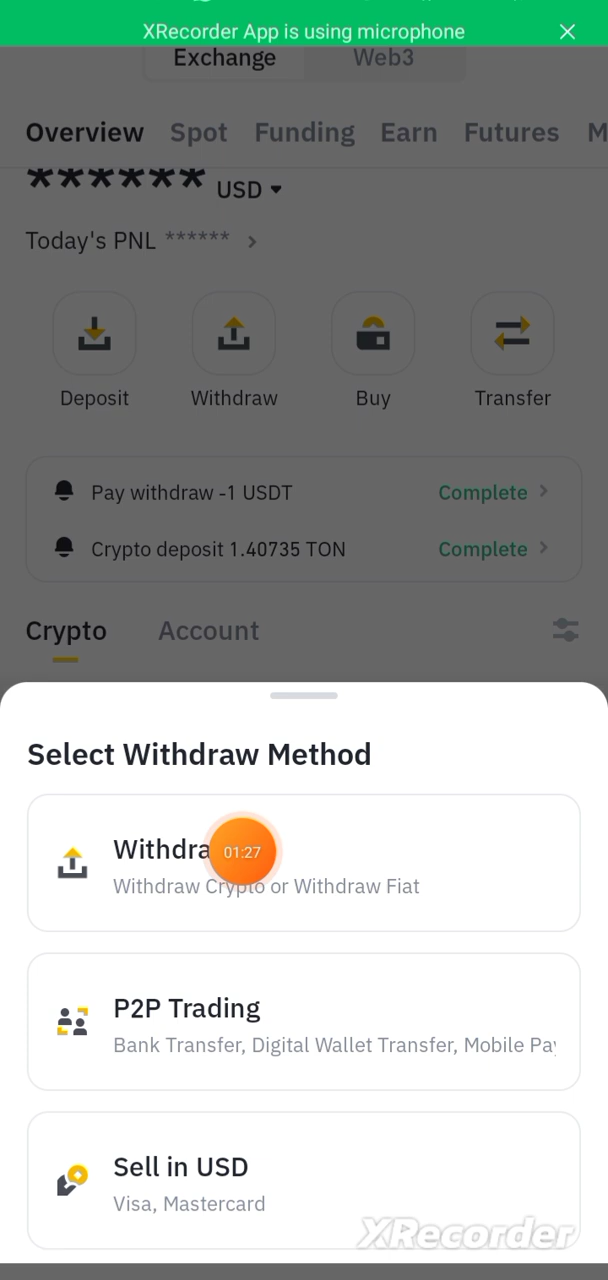 XRecorder App is using microphone
Exchange Web3
Overview Spot Funding Earn Futures M
****** USD
Today's PNL ******
Deposit Withdraw Buy Transfer
Pay withdraw -1 USDT Complete
Crypto deposit 1.40735 TON Complete
Crypto Account
Select Withdraw Method
Withdra
01:27
Withdraw Crypto or Withdraw Fiat
P2P Trading
Bank Transfer, Digital Wallet Transfer, Mobile Pay
Sell in USD
Visa, Mastercard
XRecorder